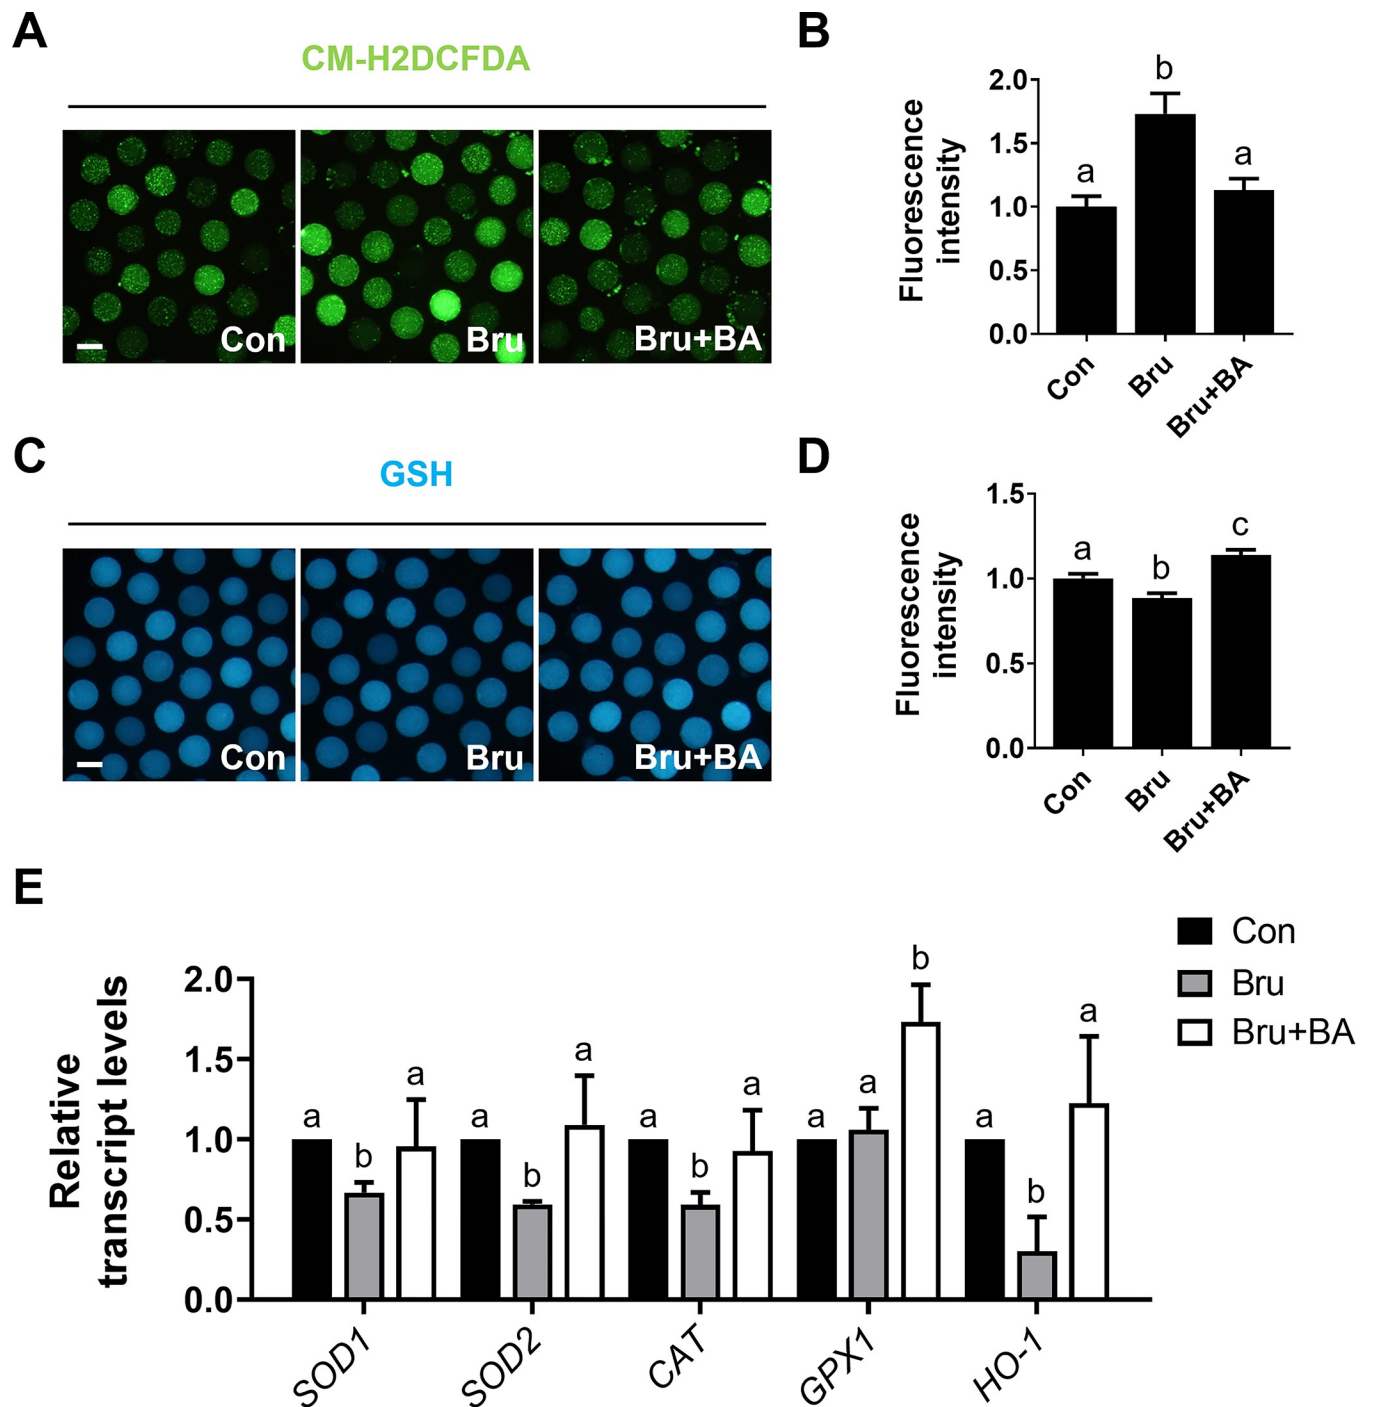 A
CM-H2DCFDA
Con
Bru
Bru+BA
B
Fluorescence
intensity
2.0
1.5
1.0
0.5
0.0
a
b
a
Con
Bru
Bru+BA
C
GSH
Con
Bru
Bru+BA
D
Fluorescence
intensity
1.5
1.0
0.5
0.0
a
b
c
Con
Bru
Bru+BA
E
Con
Bru
Bru+BA
Relative
transcript levels
2.0
1.5
1.0
0.5
0.0
a
b
a
a
b
a
a
b
a
a
a
b
a
b
a
SOD1
SOD2
CAT
GPX1
HO-1